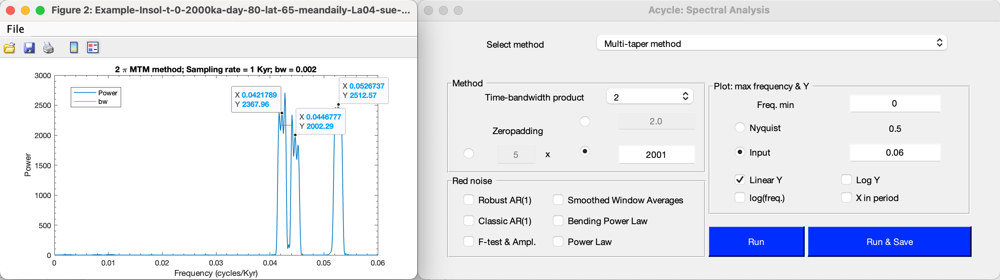 Figure 2: Example-Insol-t-0-2000ka-day-80-lat-65-meandaily-La04-sue-...
File
2 π MTM method; Sampling rate = 1 Kyr; bw = 0.002
3000
2500
2000
1500
1000
500
0
Power
Power
bw
X 0.0421789
Y 2367.96
X 0.0526737
Y 2512.57
X 0.0446777
Y 2002.29
0 0.01 0.02 0.03 0.04 0.05 0.06
Frequency (cycles/Kyr)
Acycle: Spectral Analysis
Select method Multi-taper method
Method
Time-bandwidth product 2
2.0
Zeropadding
5 x 2001
Red noise
Robust AR(1) Smoothed Window Averages
Classic AR(1) Bending Power Law
F-test & Ampl. Power Law
Plot: max frequency & Y
Freq. min 0
Nyquist 0.5
Input 0.06
Linear Y Log Y
log(freq.) X in period
Run Run & Save